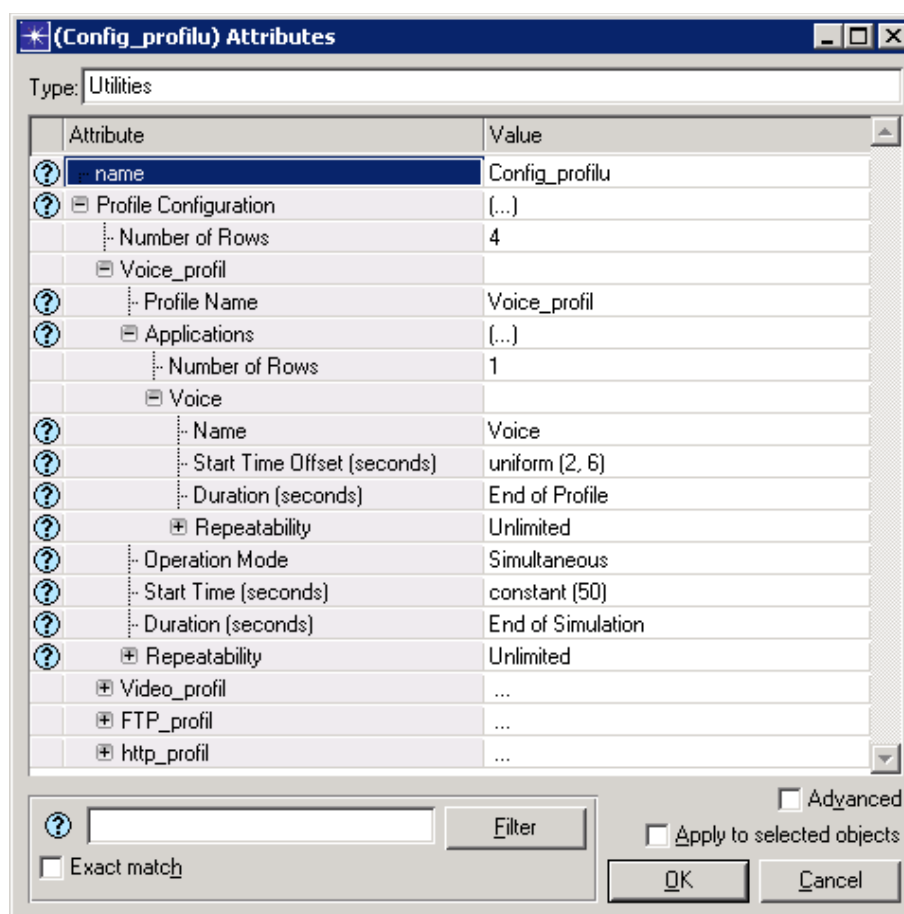 (Config_profilu) Attributes
Type: Utilities
Attribute Value
name Config_profilu
Profile Configuration (...)
Number of Rows 4
Voice_profil
Profile Name Voice_profil
Applications (...)
Number of Rows 1
Voice
Name Voice
Start Time Offset (seconds) uniform (2, 6)
Duration (seconds) End of Profile
Repeatability Unlimited
Operation Mode Simultaneous
Start Time (seconds) constant (50)
Duration (seconds) End of Simulation
Repeatability Unlimited
Video_profil ...
FTP_profil ...
http_profil ...
Advanced
Filter
Apply to selected objects
Exact match
OK Cancel